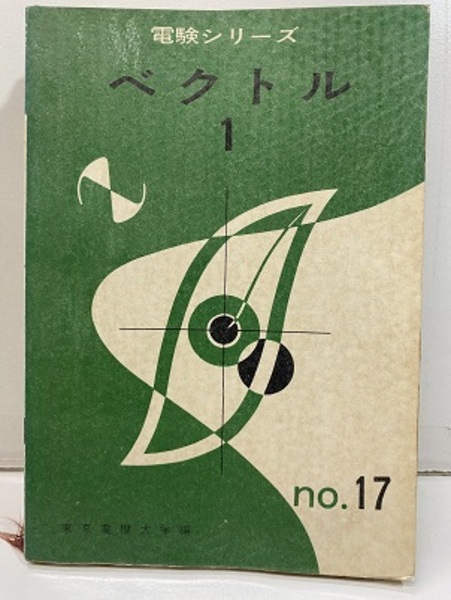 電験シリーズ
ベクトル
1
no.17
東京電機大学編